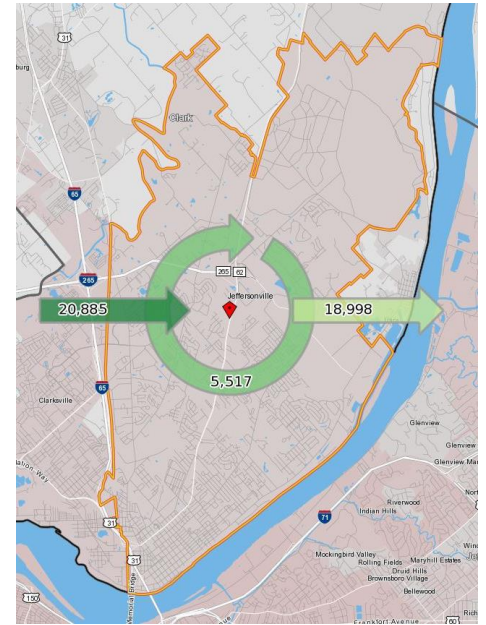 31
burg
Clark
65
265
265 62
Jeffersonville
20,885
18,998
5,517
65
Clarksville
Glenview
Glenview
Glenview Man
31
71
Riverwood
Indian Hills
31
Mockingbird Valley
Rolling Fields
Maryhill Estates
Druid Hills
Brownsboro Village
Bellewood
150
Memorial Bridge
Frankfort Avenue
60
Rich